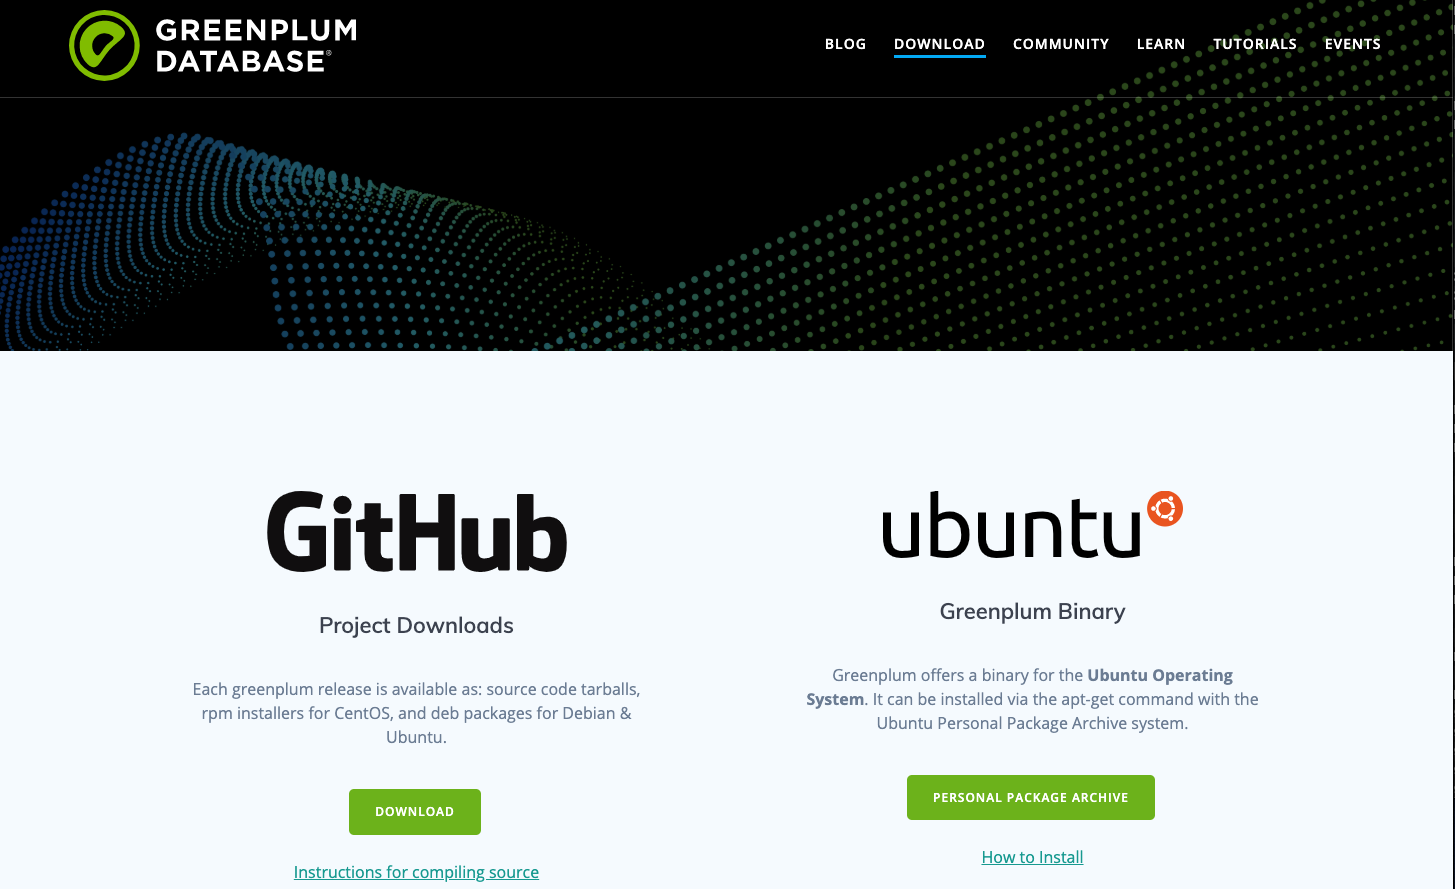 GREENPLUM
DATABASE®
BLOG DOWNLOAD COMMUNITY LEARN TUTORIALS EVENTS
GitHub
Project Downloads
Each greenplum release is available as: source code tarballs,
rpm installers for CentOS, and deb packages for Debian &
Ubuntu.
DOWNLOAD
Instructions for compiling source
ubuntu
Greenplum Binary
Greenplum offers a binary for the Ubuntu Operating
System. It can be installed via the apt-get command with the
Ubuntu Personal Package Archive system.
PERSONAL PACKAGE ARCHIVE
How to Install